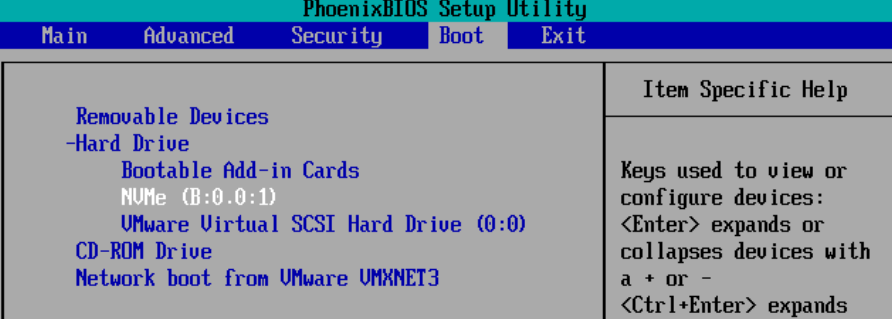 PhoenixBIOS Setup Utility
Main Advanced Security Boot Exit
Removable Devices
-Hard Drive
Bootable Add-in Cards
NVMe (B:0.0:1)
VMware Virtual SCSI Hard Drive (0:0)
CD-ROM Drive
Network boot from VMware VMXNET3
Item Specific Help
Keys used to view or
configure devices:
<Enter> expands or
collapses devices with
a + or -
<Ctrl+Enter> expands